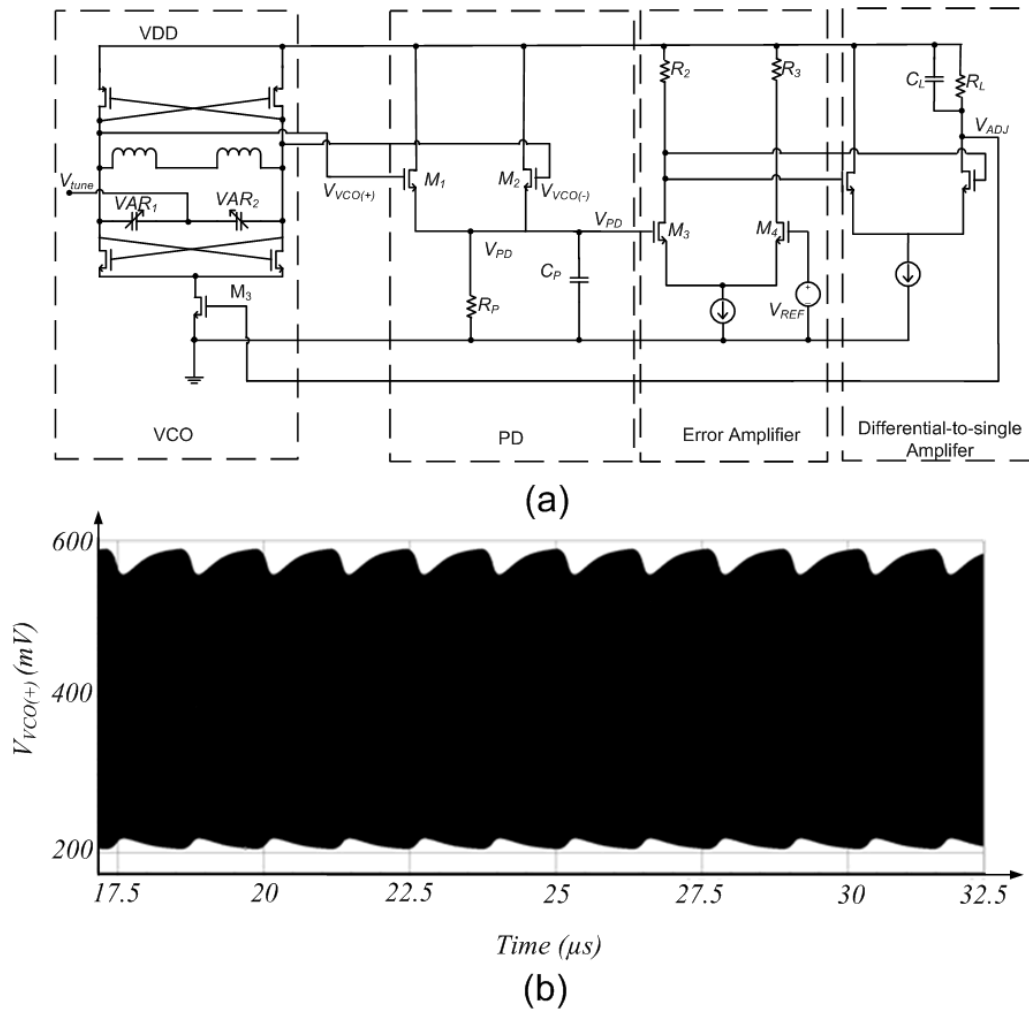 VDD
R2
R3
CL
RL
VADJ
Vtune
VAR1
VAR2
VVCO(+)
M1
M2
VVCO(-)
VPD
VPD
M3
M4
CP
RP
VREF
M3
VCO
PD
Error Amplifier
Differential-to-single
Amplifer
(a)
VVCO(+) (mV)
600
400
200
17.5
20
22.5
25
27.5
30
32.5
Time (μs)
(b)